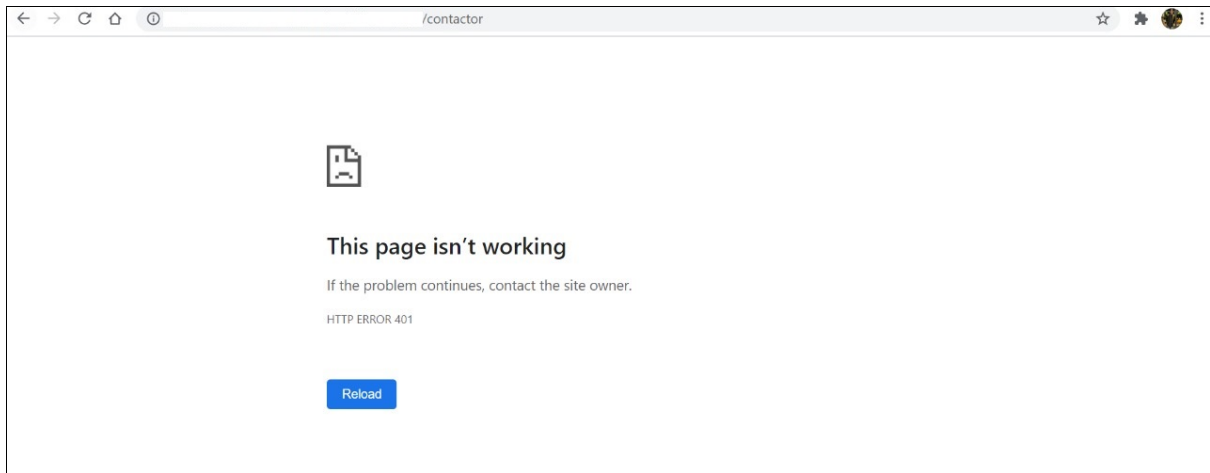 /contactor
This page isn’t working
If the problem continues, contact the site owner.
HTTP ERROR 401
Reload